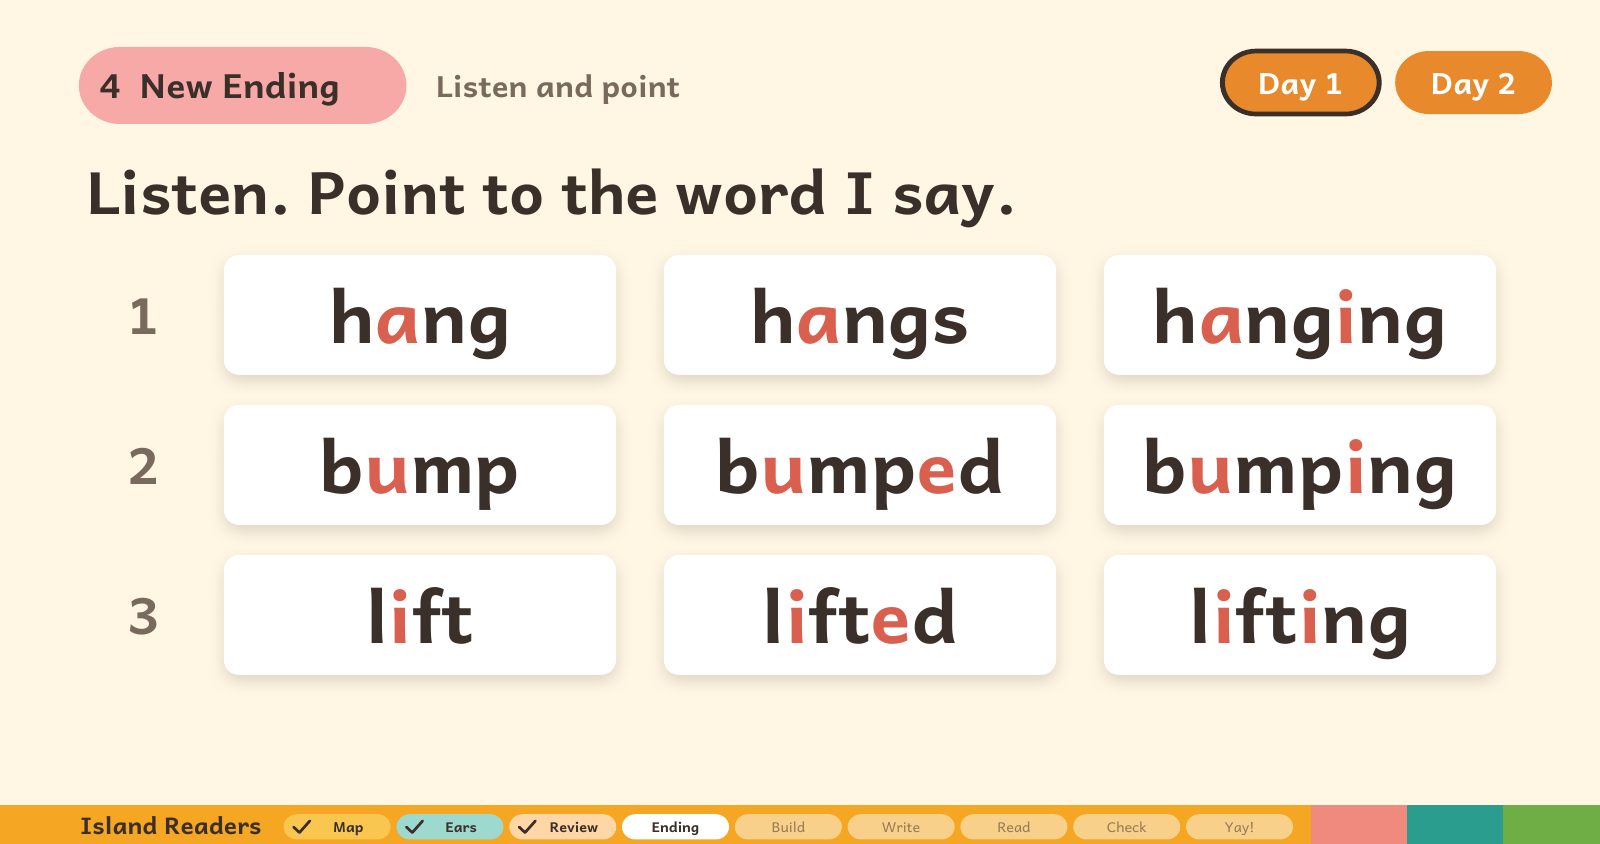 4 New Ending
Listen and point
Day 1
Day 2
Listen. Point to the word I say.
1 hang hangs hanging
2 bump bumped bumping
3 lift lifted lifting
Island Readers Map Ears Review Ending Build Write Read Check Yay!